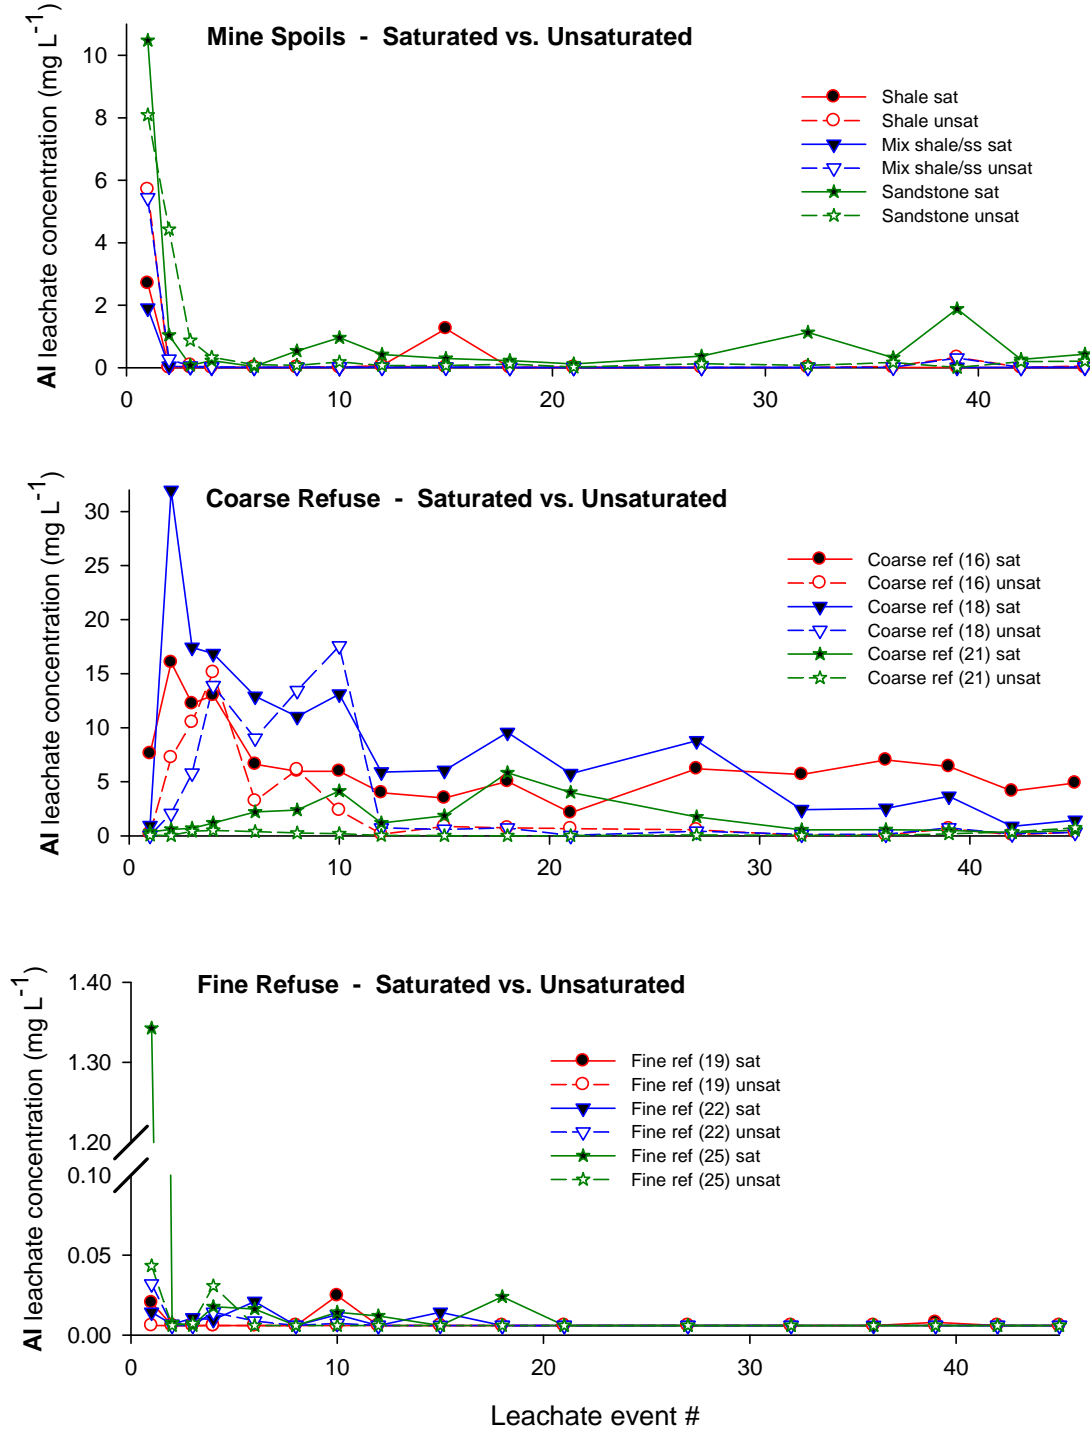 Mine Spoils - Saturated vs. Unsaturated
Al leachate concentration (mg L-1)
10
8
6
4
2
0
Shale sat
Shale unsat
Mix shale/ss sat
Mix shale/ss unsat
Sandstone sat
Sandstone unsat
0 10 20 30 40
Coarse Refuse - Saturated vs. Unsaturated
Al leachate concentration (mg L-1)
30
25
20
15
10
5
0
Coarse ref (16) sat
Coarse ref (16) unsat
Coarse ref (18) sat
Coarse ref (18) unsat
Coarse ref (21) sat
Coarse ref (21) unsat
0 10 20 30 40
Fine Refuse - Saturated vs. Unsaturated
Al leachate concentration (mg L-1)
1.40
1.30
1.20
0.10
0.05
0.00
Fine ref (19) sat
Fine ref (19) unsat
Fine ref (22) sat
Fine ref (22) unsat
Fine ref (25) sat
Fine ref (25) unsat
0 10 20 30 40
Leachate event #